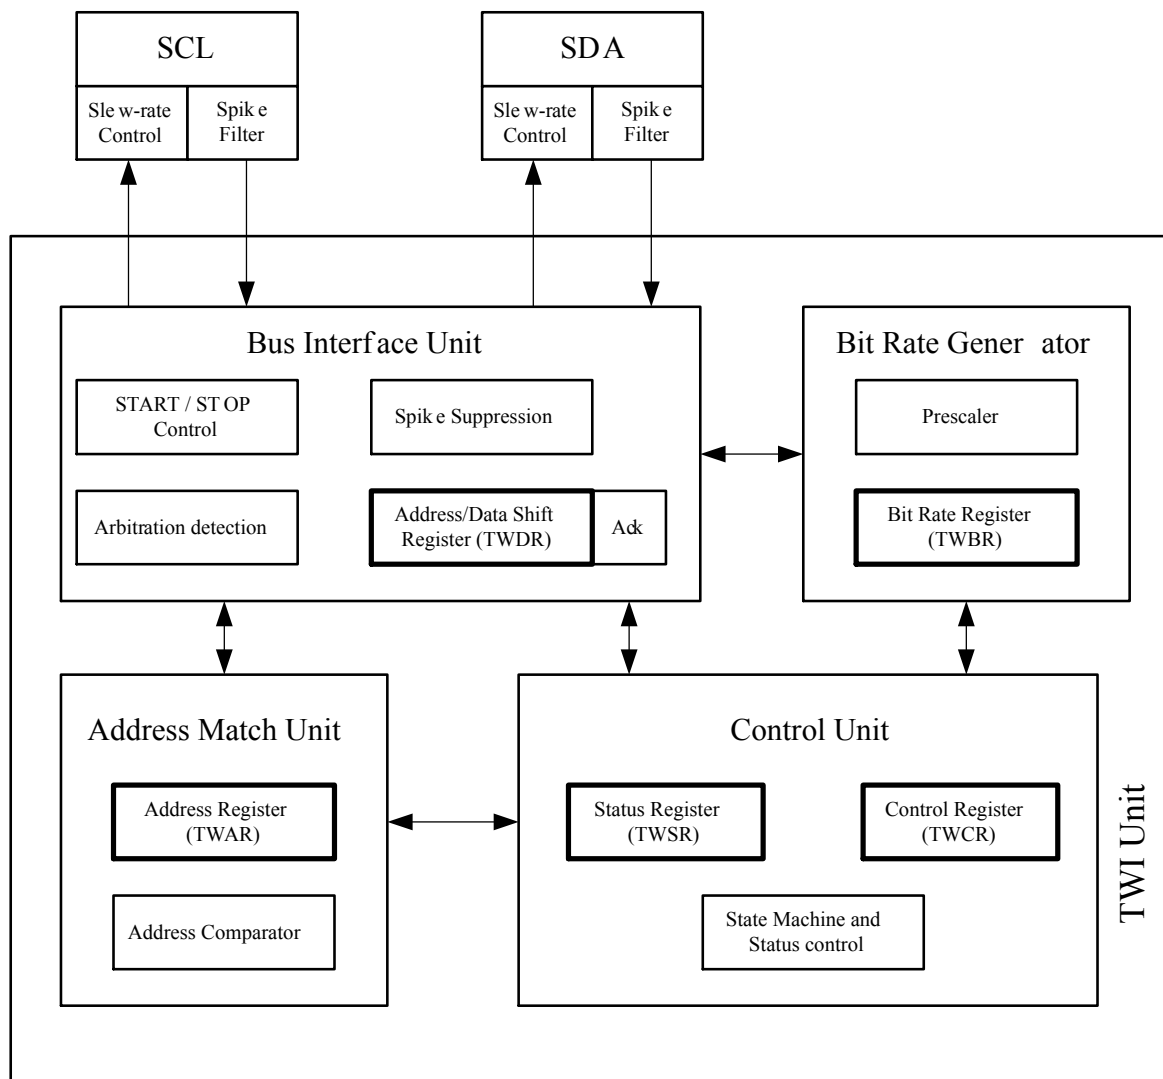 SCL
SDA
Slew-rate
Control
Spike
Filter
Slew-rate
Control
Spike
Filter
Bus Interface Unit
Bit Rate Generator
START / STOP
Control
Spike Suppression
Prescaler
Arbitration detection
Address/Data Shift
Register (TWDR)
Ack
Bit Rate Register
(TWBR)
Address Match Unit
Control Unit
Address Register
(TWAR)
Status Register
(TWSR)
Control Register
(TWCR)
Address Comparator
State Machine and
Status control
TWI Unit